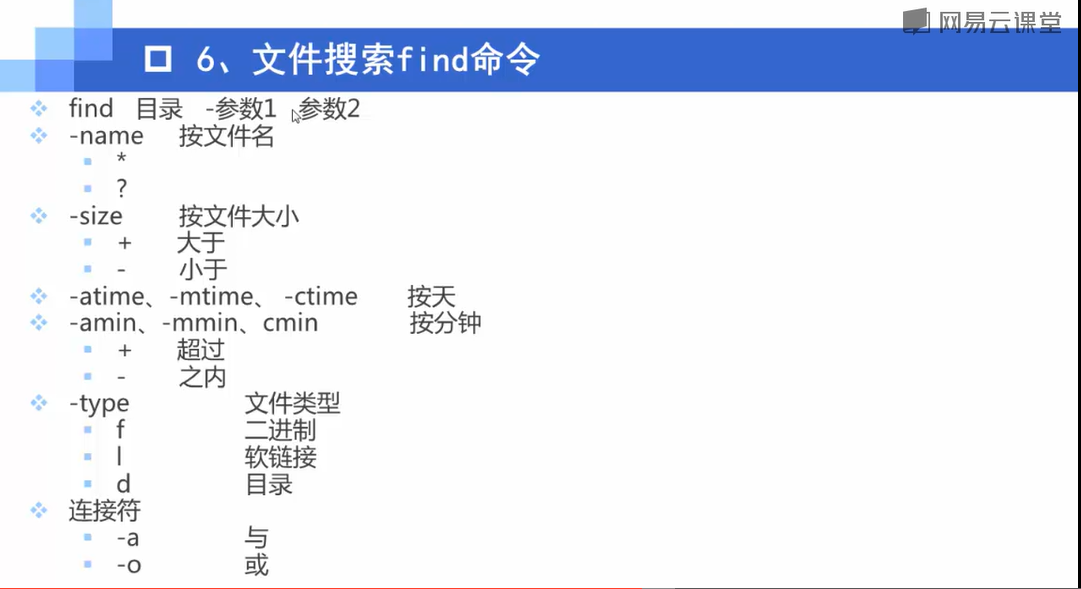 网易云课堂
6、文件搜索find命令
find 目录 -参数1 参数2
-name 按文件名
*
?
-size 按文件大小
+ 大于
- 小于
-atime、-mtime、 -ctime 按天
-amin、-mmin、cmin 按分钟
+ 超过
- 之内
-type 文件类型
f 二进制
l 软链接
d 目录
连接符
-a 与
-o 或